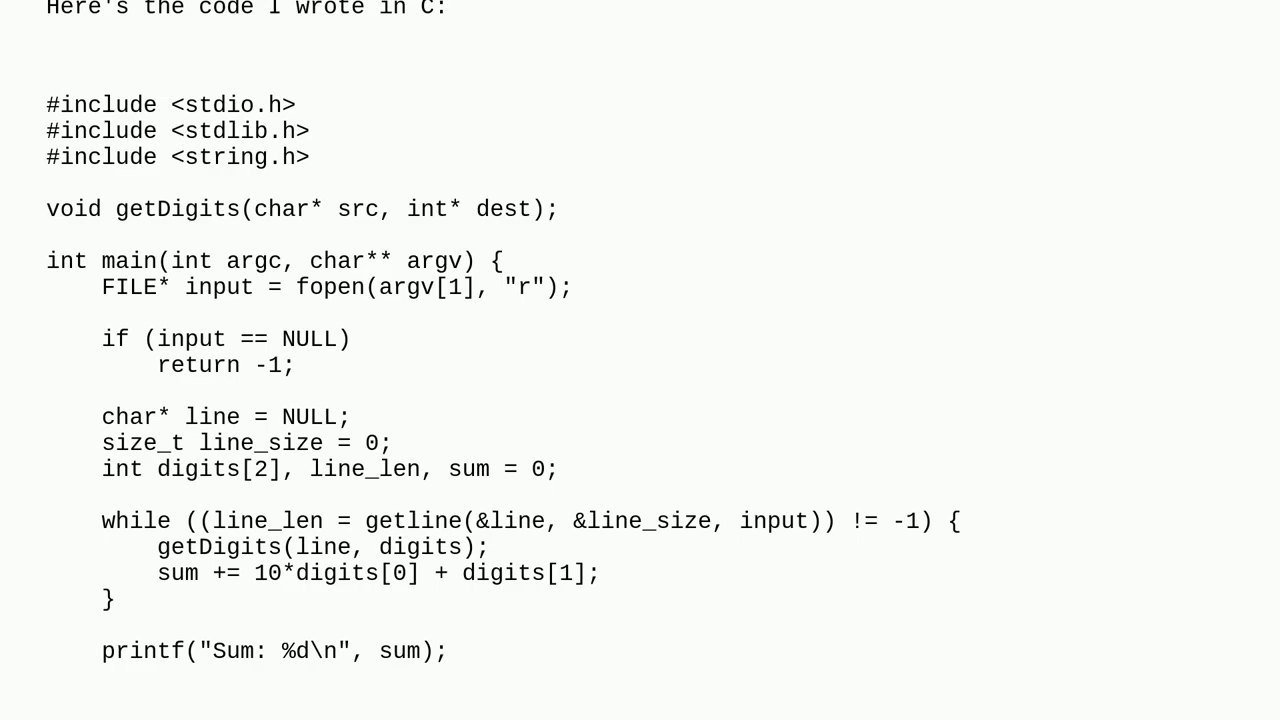 Here's the code I wrote in C:
#include <stdio.h>
#include <stdlib.h>
#include <string.h>
void getDigits(char* src, int* dest);
int main(int argc, char** argv) {
    FILE* input = fopen(argv[1], "r");
    if (input == NULL)
        return -1;
    char* line = NULL;
    size_t line_size = 0;
    int digits[2], line_len, sum = 0;
    while ((line_len = getline(&line, &line_size, input)) != -1) {
        getDigits(line, digits);
        sum += 10*digits[0] + digits[1];
    }
    printf("Sum: %d\n", sum);